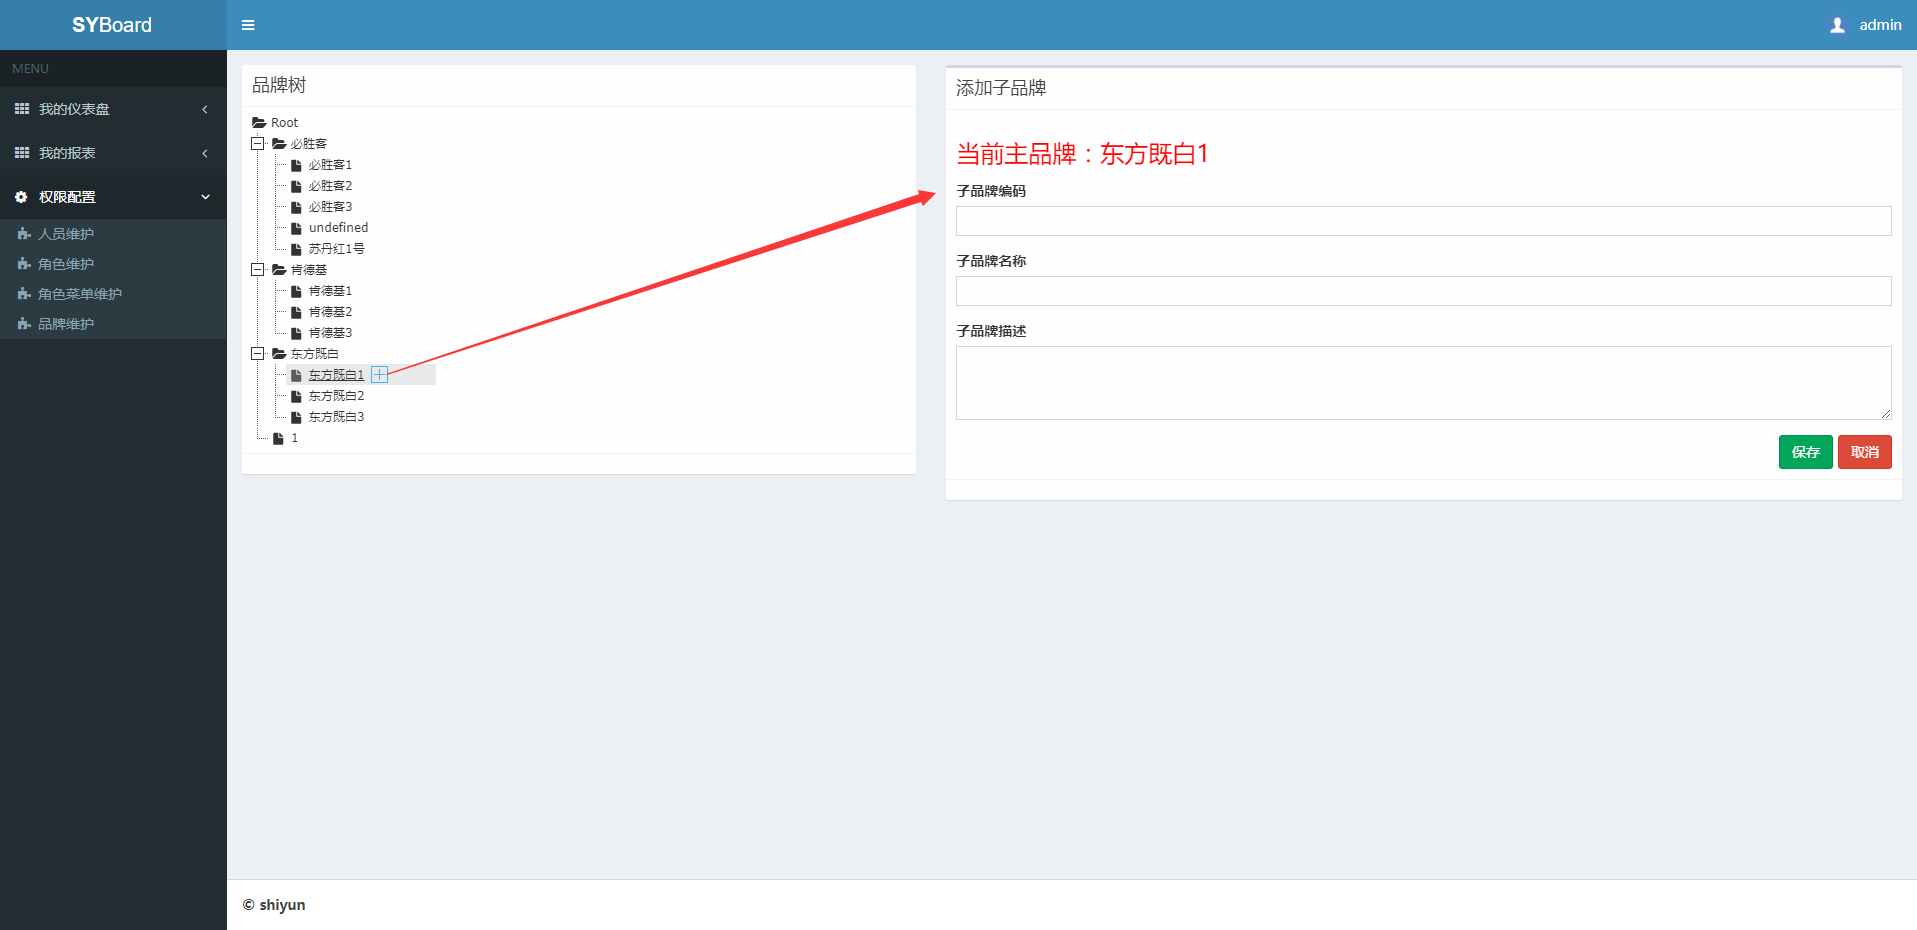 SYBoard
admin
MENU
我的仪表盘
我的报表
权限配置
人员维护
角色维护
角色菜单维护
品牌维护
品牌树
Root
必胜客
必胜客1
必胜客2
必胜客3
undefined
苏丹红1号
肯德基
肯德基1
肯德基2
肯德基3
东方既白
东方既白1
东方既白2
东方既白3
1
添加子品牌
当前主品牌：东方既白1
子品牌编码
子品牌名称
子品牌描述
保存 取消
© shiyun